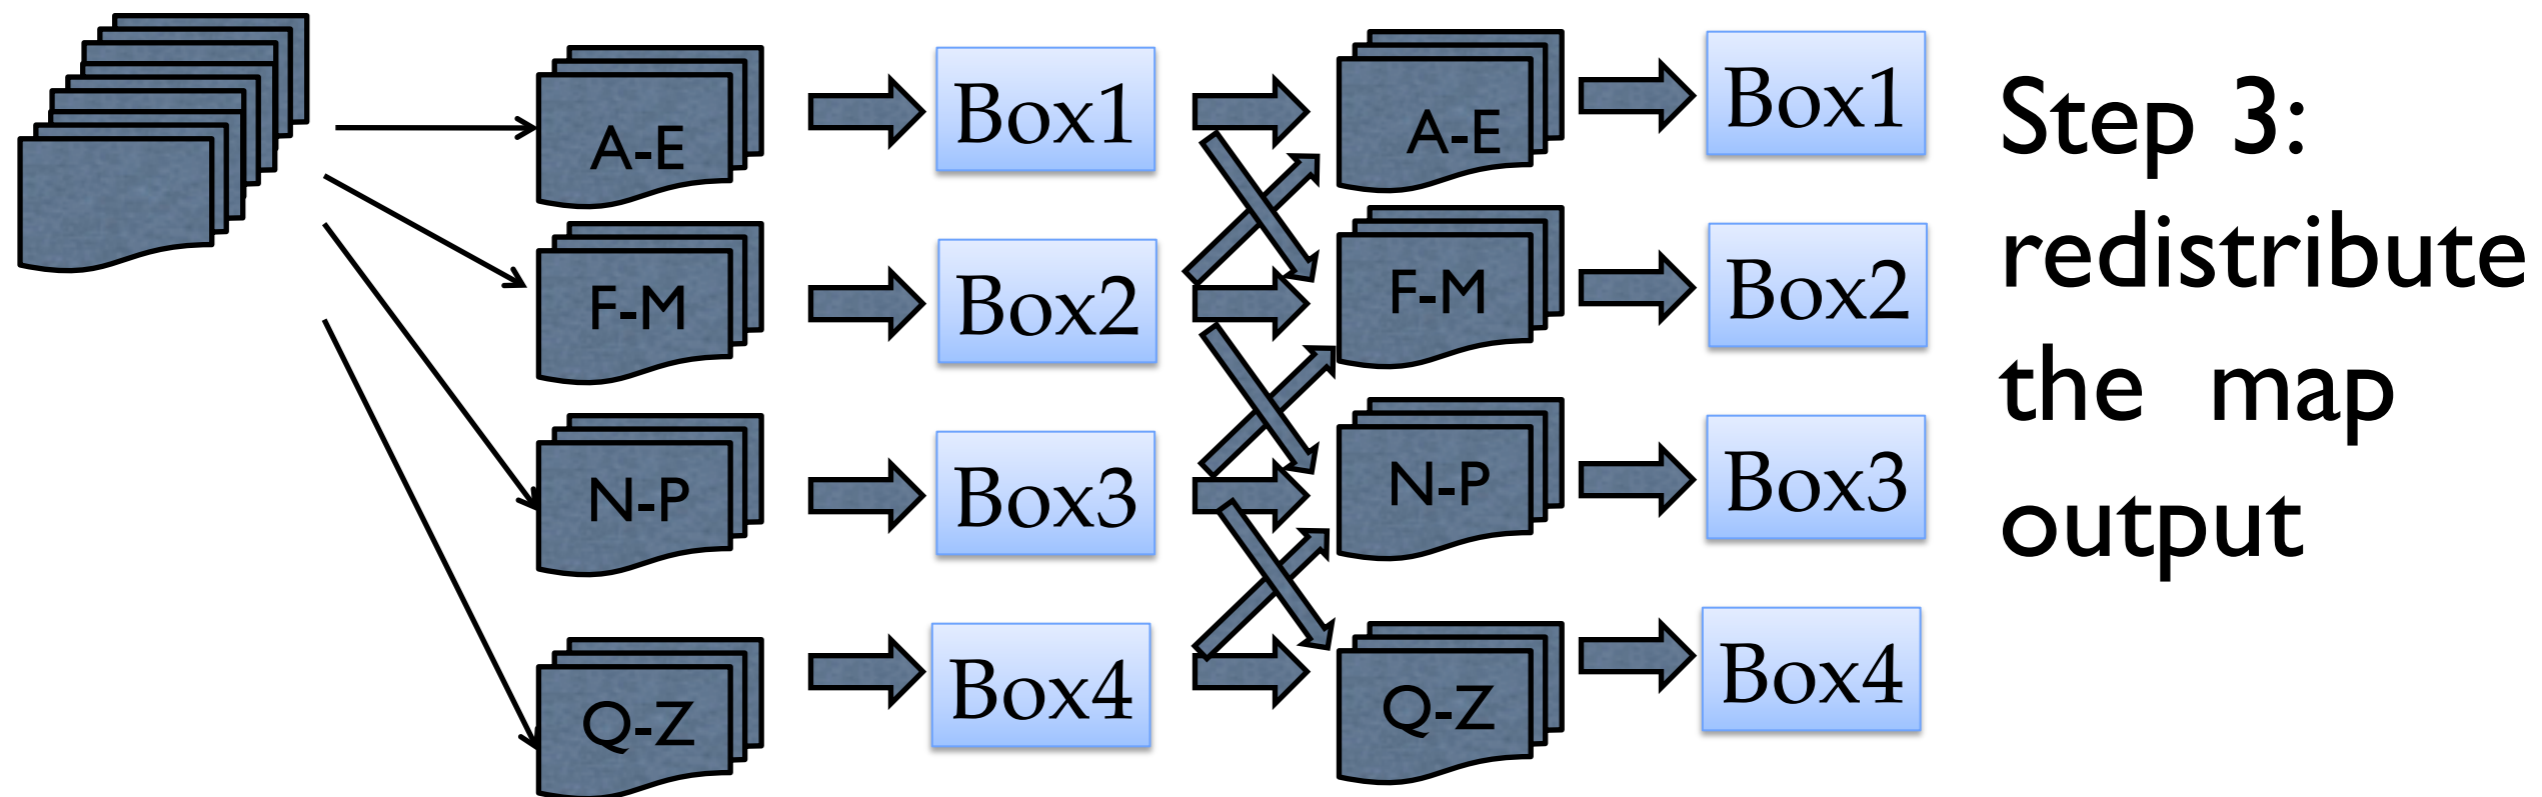 A-E
Box1
A-E
Box1
F-M
Box2
F-M
Box2
N-P
Box3
N-P
Box3
Q-Z
Box4
Q-Z
Box4
Step 3:
redistribute
the map
output